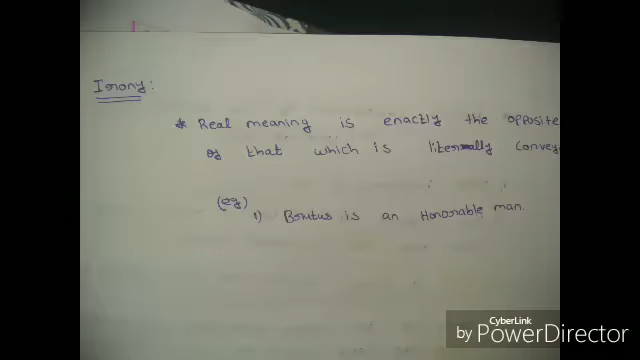 Irony:
* Real meaning is exactly the opposite
of that which is literally convey
(eg)
1) Brutus is an Honorable man.
CyberLink
by PowerDirector